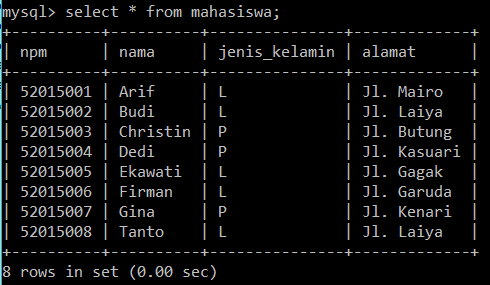 mysql> select * from mahasiswa;
+----------+----------+---------------+-------------+
| npm      | nama     | jenis_kelamin | alamat      |
+----------+----------+---------------+-------------+
| 52015001 | Arif     | L             | Jl. Mairo   |
| 52015002 | Budi     | L             | Jl. Laiya   |
| 52015003 | Christin | P             | Jl. Butung  |
| 52015004 | Dedi     | P             | Jl. Kasuari |
| 52015005 | Ekawati  | L             | Jl. Gagak   |
| 52015006 | Firman   | L             | Jl. Garuda  |
| 52015007 | Gina     | P             | Jl. Kenari  |
| 52015008 | Tanto    | L             | Jl. Laiya   |
+----------+----------+---------------+-------------+
8 rows in set (0.00 sec)